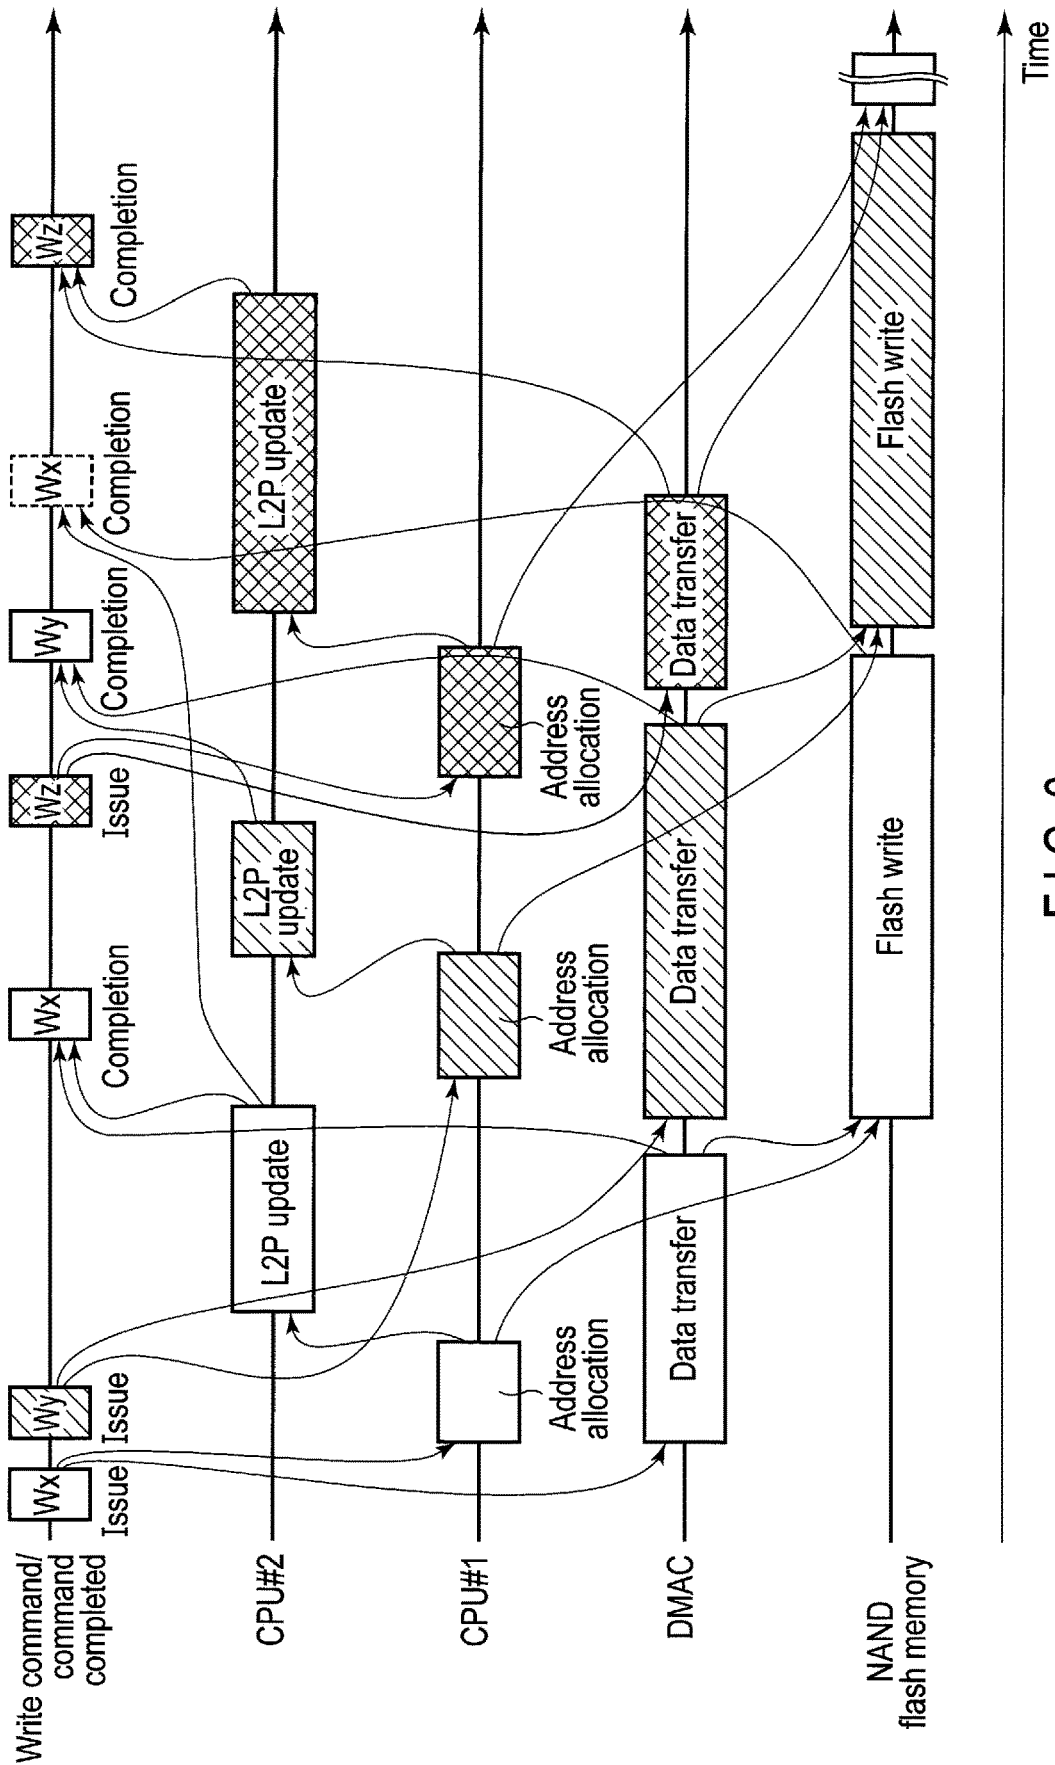 Write command/
command
completed
Wx
Issue
Wy
Issue
Wx
Completion
Wz
Issue
Wy
Completion
Wx
Completion
Wz
Completion
CPU#2
L2P update
L2P
update
L2P update
CPU#1
Address
allocation
Address
allocation
Address
allocation
DMAC
Data transfer
Data transfer
Data transfer
NAND
flash memory
Flash write
Flash write
Time